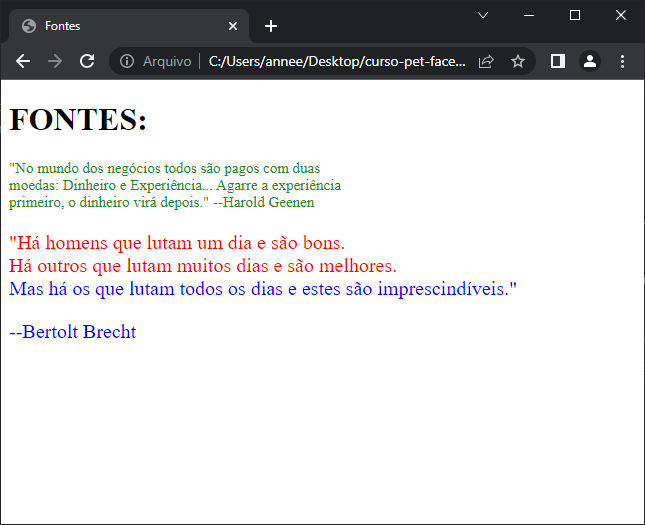 Fontes
Arquivo C:/Users/annee/Desktop/curso-pet-face...
FONTES:
"No mundo dos negócios todos são pagos com duas
moedas: Dinheiro e Experiência... Agarre a experiência
primeiro, o dinheiro virá depois." --Harold Geenen
"Há homens que lutam um dia e são bons.
Há outros que lutam muitos dias e são melhores.
Mas há os que lutam todos os dias e estes são imprescindíveis."
--Bertolt Brecht